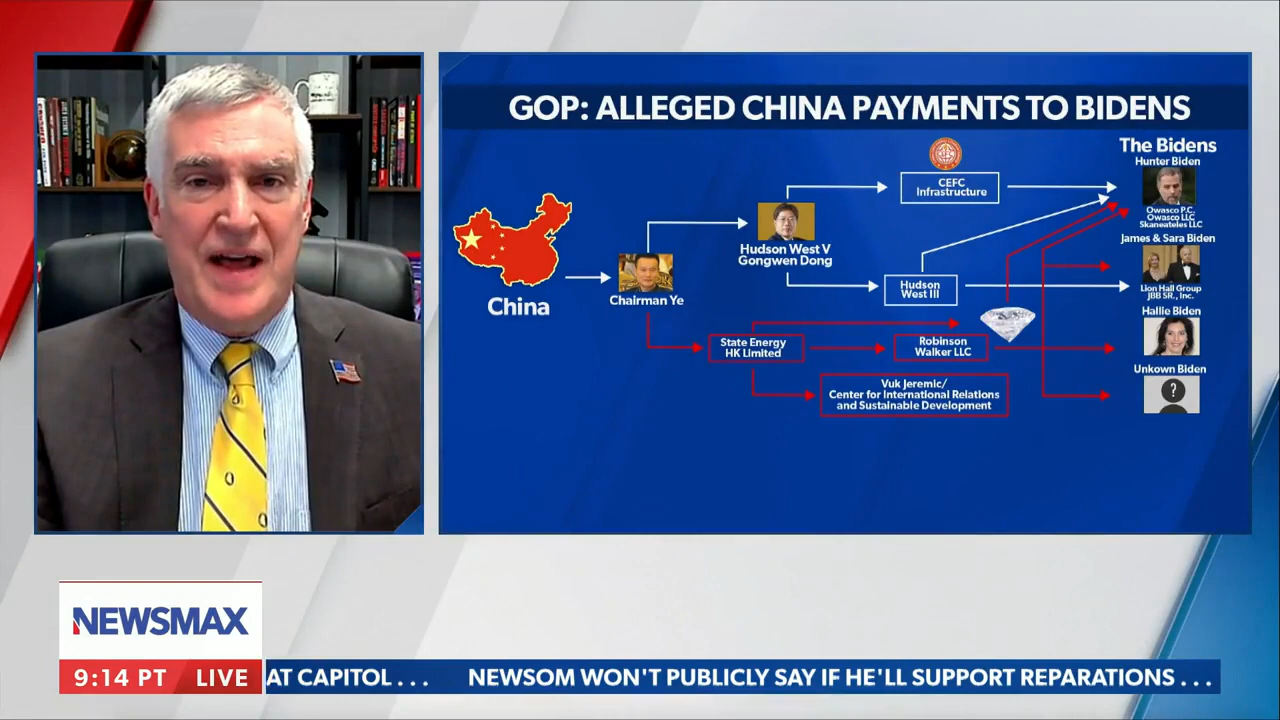 GOP: ALLEGED CHINA PAYMENTS TO BIDENS
The Bidens
Hunter Biden
CEFC
Infrastructure
Owasco P.C.
Owasco LLC
Skaneateles LLC
James & Sara Biden
Hudson West V
Gongwen Dong
China
Chairman Ye
Hudson
West III
Lion Hall Group
JBB SR., Inc.
Hallie Biden
State Energy
HK Limited
Robinson
Walker LLC
Unkown Biden
?
Vuk Jeremic/
Center for International Relations
and Sustainable Development
NEWSMAX
9:14 PT LIVE
AT CAPITOL . . . NEWSOM WON'T PUBLICLY SAY IF HE'LL SUPPORT REPARATIONS . . .